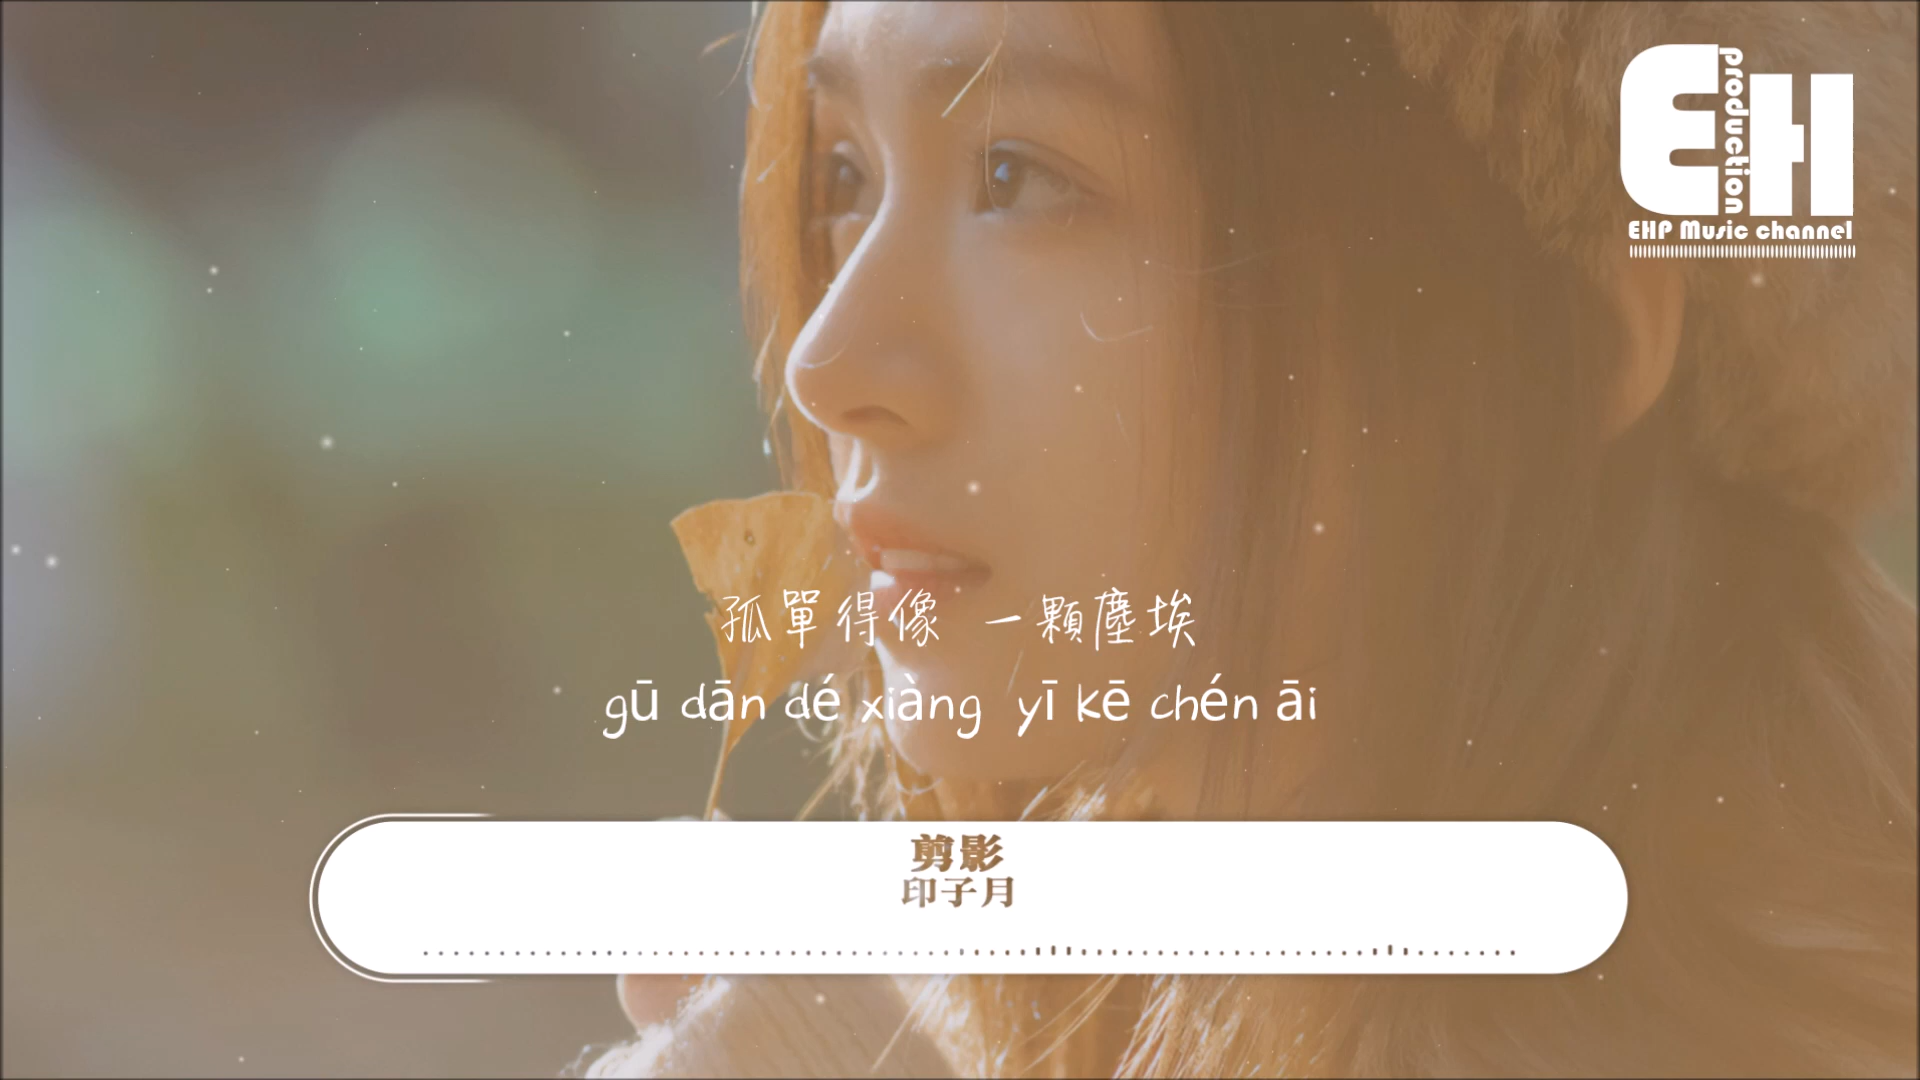 EH
production
EHP Music channel
孤單得像 一顆塵埃
gū dān dé xiàng yī kē chén āi
剪影
印子月